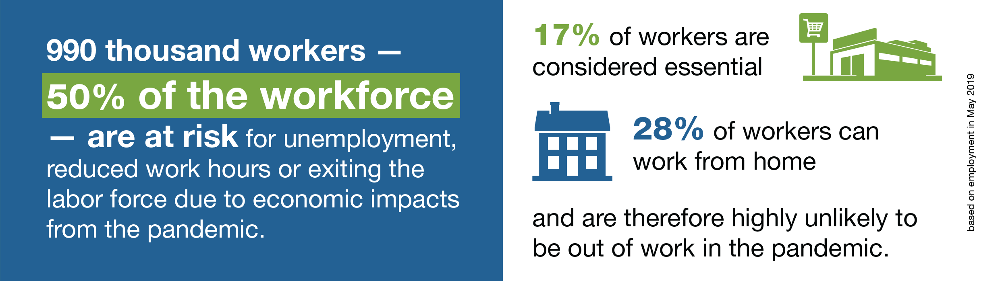 990 thousand workers —
50% of the workforce
— are at risk for unemployment,
reduced work hours or exiting the
labor force due to economic impacts
from the pandemic.
17% of workers are
considered essential
28% of workers can
work from home
and are therefore highly unlikely to
be out of work in the pandemic.
based on employment in May 2019